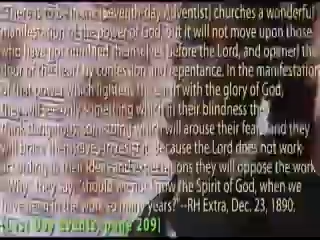 "There is to be in the [seventh-day Adventist] churches a wonderful
manifestation of the power of God, but it will not move upon those
who have not humbled themselves before the Lord, and opened the
door of the heart by confession and repentance. In the manifestation
of that power which lightens the earth with the glory of God,
they will see only something which in their blindness they
think dangerous, something which will arouse their fears, and they
will brace themselves to resist it. Because the Lord does not work
according to their ideas and expectations they will oppose the work.
'Why,' they say, 'should we not know the Spirit of God, when we
have been in the work so many years?'"--RH Extra, Dec. 23, 1890.
{Last Day Events, page 209}